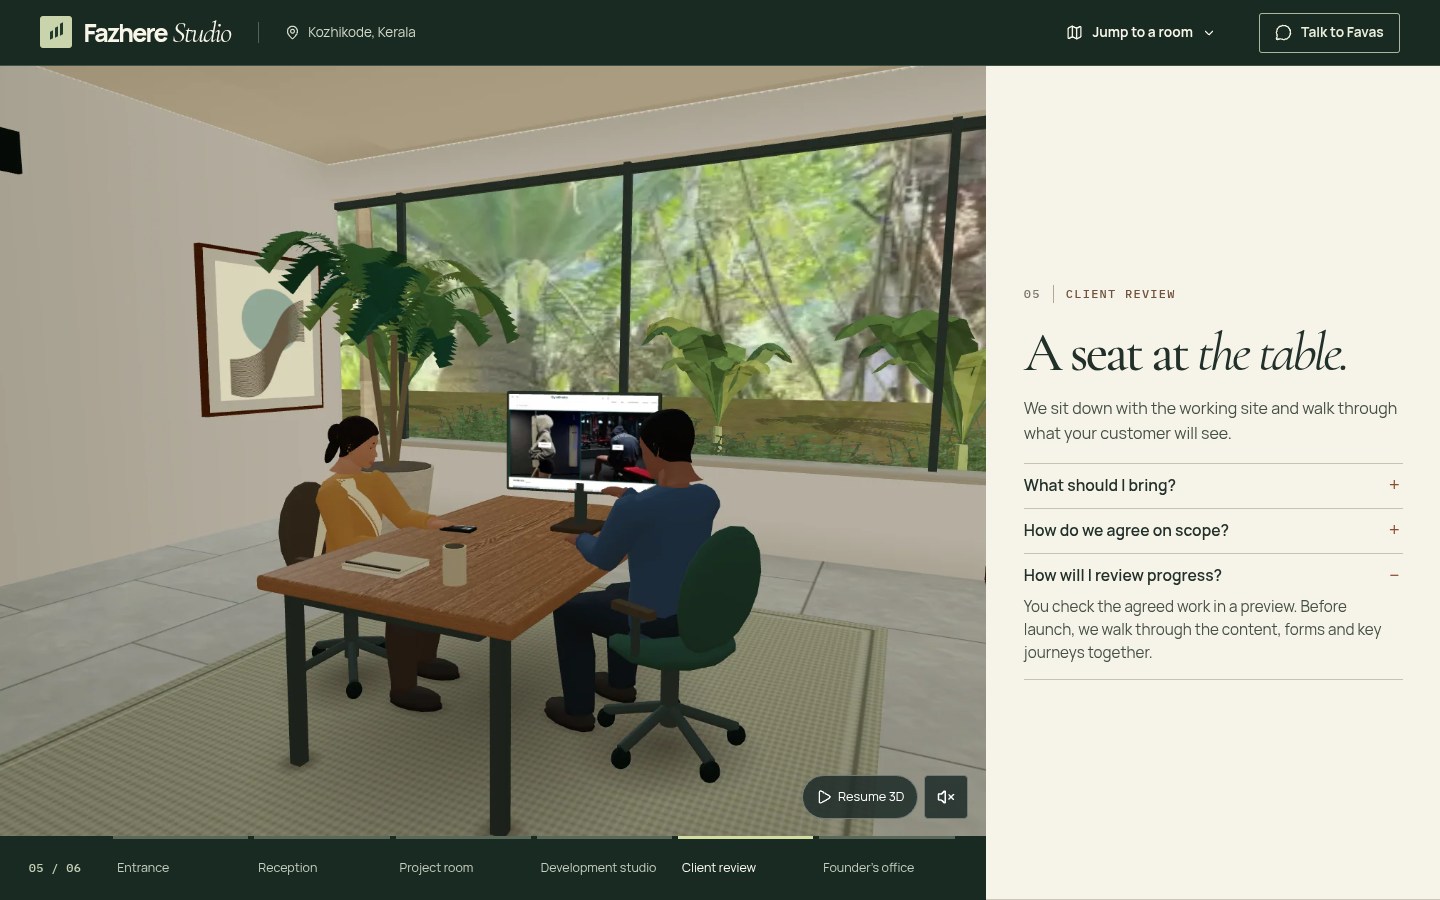 Fazhere Studio
Kozhikode, Kerala
Jump to a room
Talk to Favas
05 CLIENT REVIEW
A seat at the table.
We sit down with the working site and walk through
what your customer will see.
What should I bring? +
How do we agree on scope? +
How will I review progress? −
You check the agreed work in a preview. Before
launch, we walk through the content, forms and key
journeys together.
Resume 3D
05 / 06
Entrance
Reception
Project room
Development studio
Client review
Founder's office